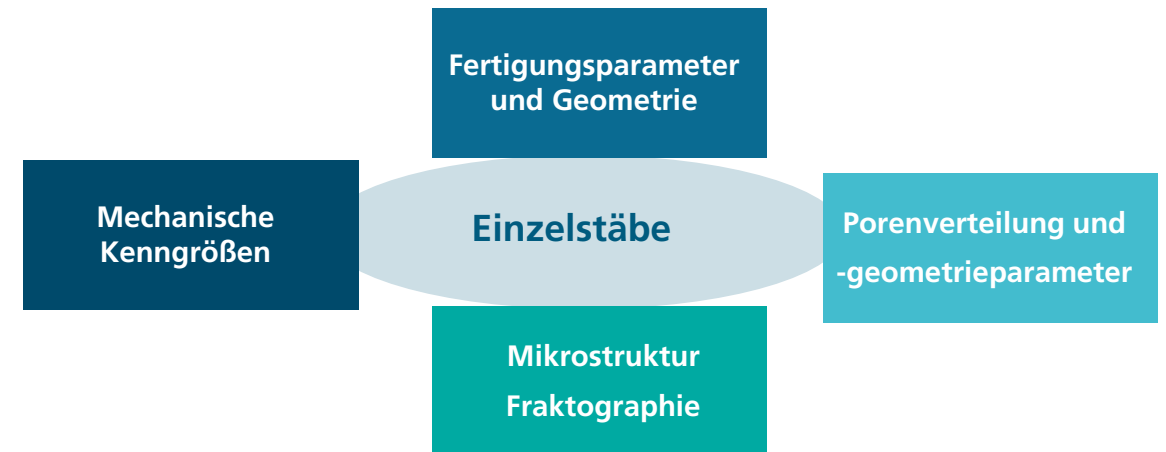 Fertigungsparameter
und Geometrie
Mechanische
Kenngrößen
Einzelstäbe
Porenverteilung und
-geometrieparameter
Mikrostruktur
Fraktographie